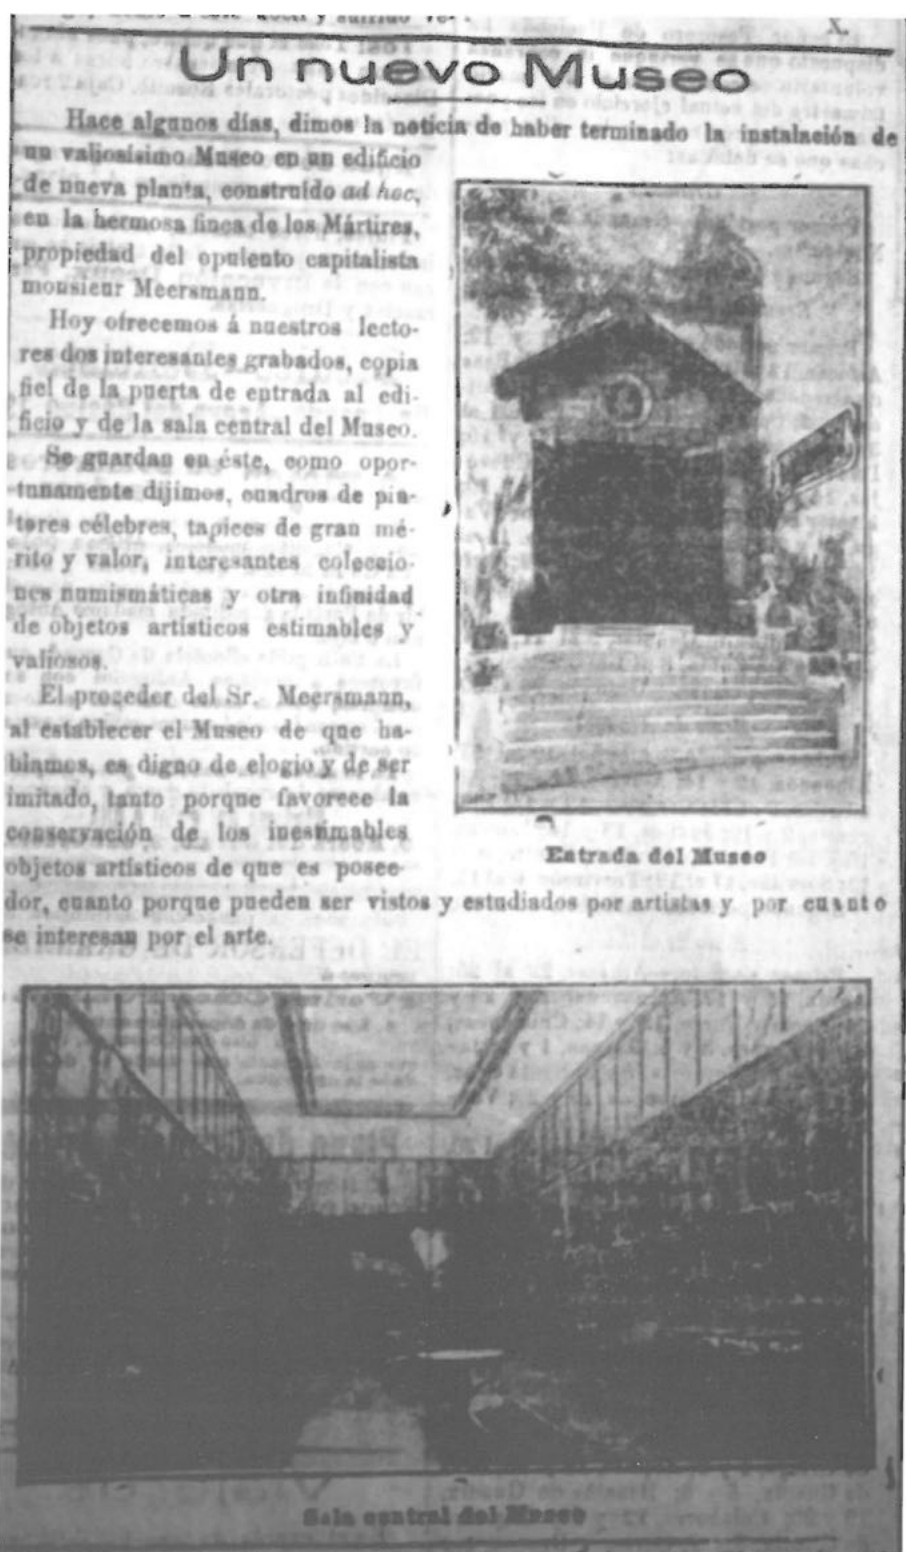 Un nuevo Museo
Hace algunos días, dimos la noticia de haber terminado la instalación de
un valiosísimo Museo en un edificio
de nueva planta, construído ad hoc,
en la hermosa finca de los Mártires,
propiedad del opulento capitalista
monsieur Meersmann.
Hoy ofrecemos á nuestros lecto-
res dos interesantes grabados, copia
fiel de la puerta de entrada al edi-
ficio y de la sala central del Museo.
Se guardan en éste, como opor-
tunamente dijimos, cuadros de pin-
tores célebres, tapices de gran mé-
rito y valor, interesantes coleccio-
nes numismáticas y otra infinidad
de objetos artísticos estimables y
valiosos.
El proceder del Sr. Meersmann,
al establecer el Museo de que ha-
blamos, es digno de elogio y de ser
imitado, tanto porque favorece la
conservación de los inestimables
objetos artísticos de que es posee-
dor, cuanto porque pueden ser vistos y estudiados por artistas y por cuanto
se interesan por el arte.
Entrada del Museo
Sala central del Museo